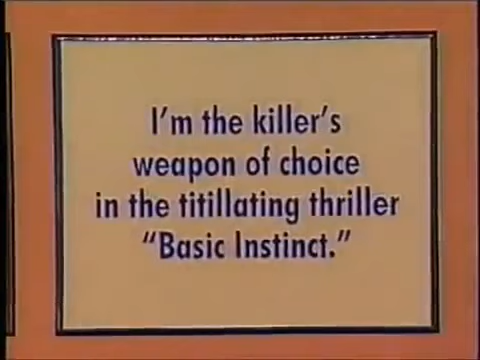 I'm the killer's
weapon of choice
in the titillating thriller
"Basic Instinct."